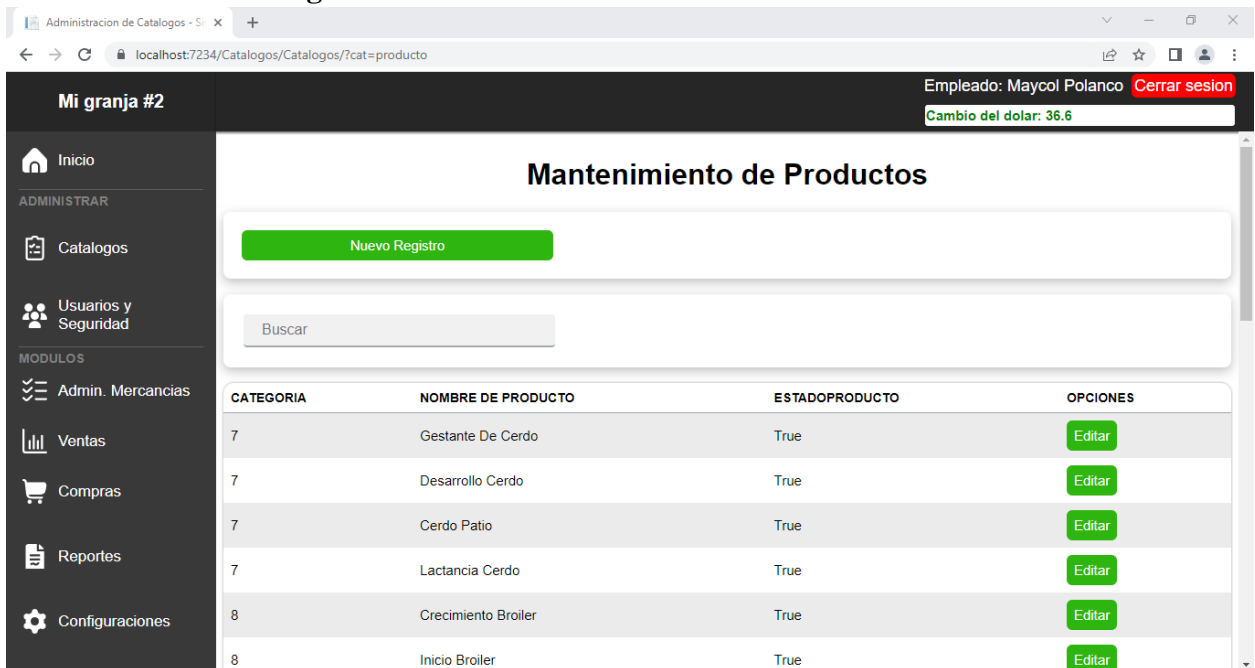 Administracion de Catalogos - Si
localhost:7234/Catalogos/Catalogos/?cat=producto
Mi granja #2
Empleado: Maycol Polanco Cerrar sesion
Cambio del dolar: 36.6
Inicio
ADMINISTRAR
Catalogos
Usuarios y
Seguridad
MODULOS
Admin. Mercancias
Ventas
Compras
Reportes
Configuraciones
Mantenimiento de Productos
Nuevo Registro
Buscar
CATEGORIA NOMBRE DE PRODUCTO ESTADOPRODUCTO OPCIONES
7 Gestante De Cerdo True Editar
7 Desarrollo Cerdo True Editar
7 Cerdo Patio True Editar
7 Lactancia Cerdo True Editar
8 Crecimiento Broiler True Editar
8 Inicio Broiler True Editar